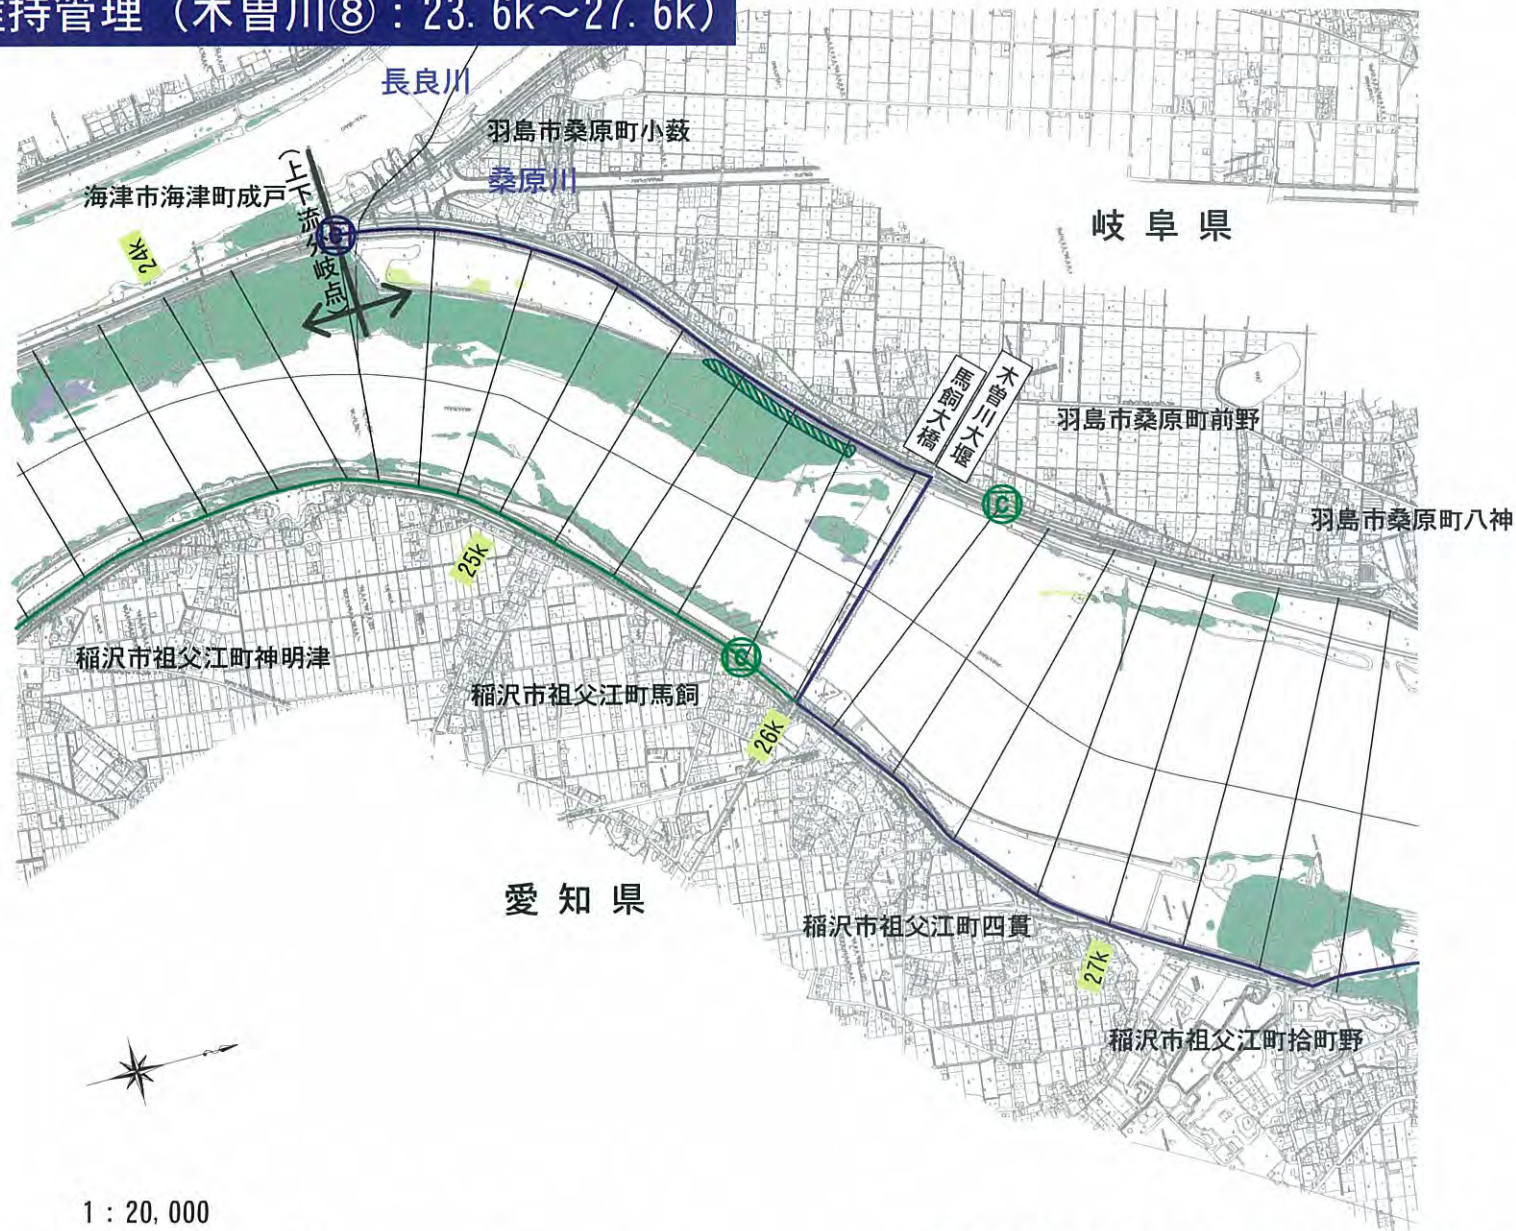 維持管理（木曽川⑧：23.6k～27.6k）
長良川
羽島市桑原町小薮
桑原川
海津市海津町成戸
（上下流分岐点）
岐阜県
24k
馬飼大橋
木曽川大堰
羽島市桑原町前野
C
羽島市桑原町八神
25k
稲沢市祖父江町神明津
稲沢市祖父江町馬飼
C
26k
愛知県
稲沢市祖父江町四貫
27k
稲沢市祖父江町拾町野
1：20,000